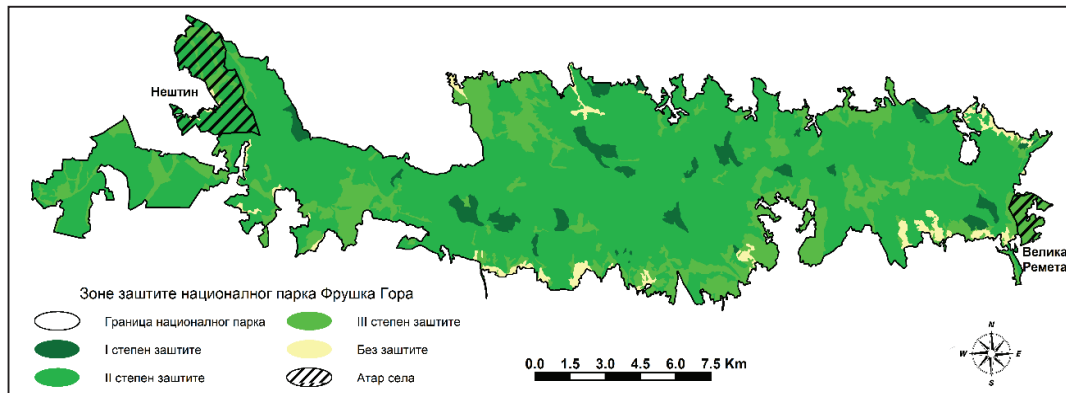 Нештин
Велика
Ремета
Зоне заштите националног парка Фрушка Гора
Граница националног парка
I степен заштите
II степен заштите
III степен заштите
Без заштите
Атар села
0.0 1.5 3.0 4.5 6.0 7.5 Km
N
W E
S